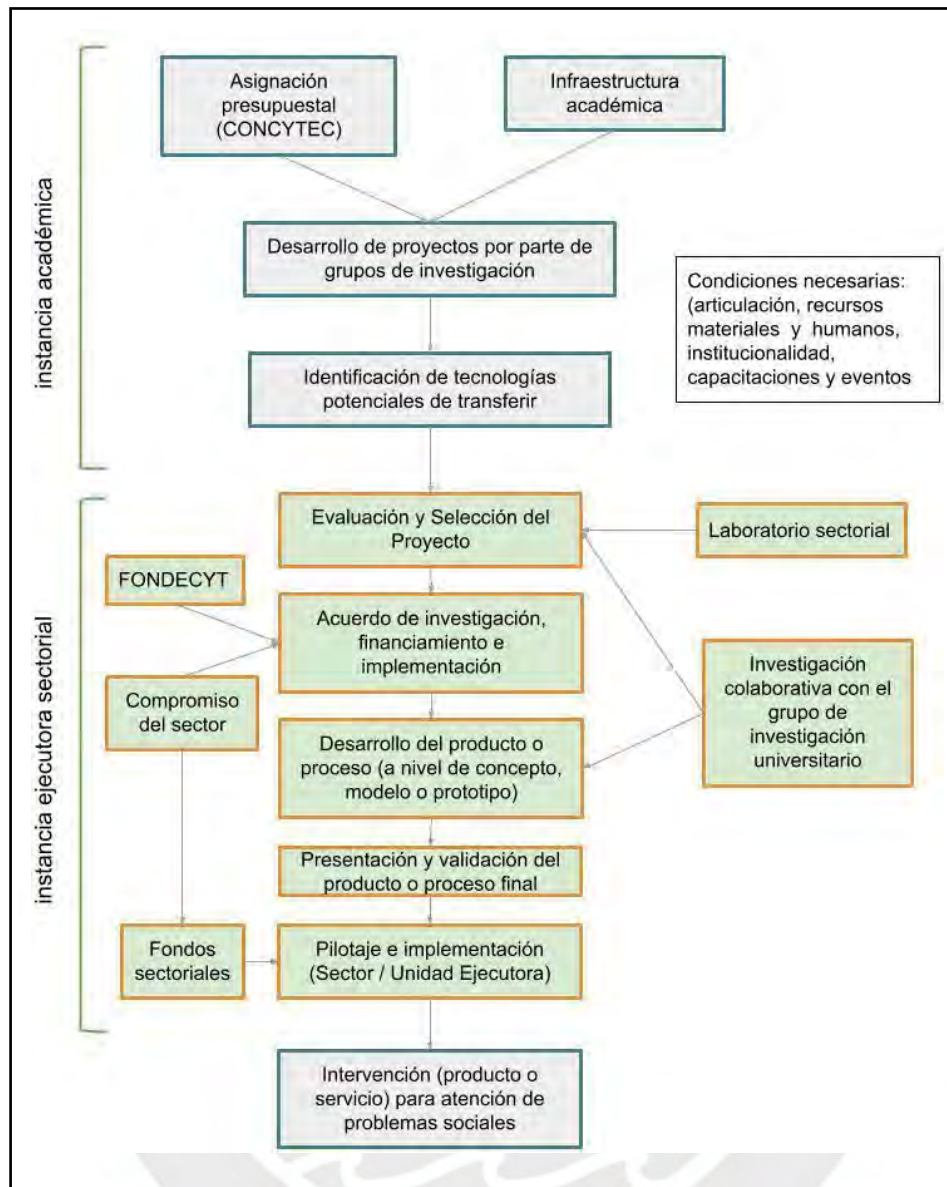 instancia académica
Asignación
presupuestal
(CONCYTEC)
Infraestructura
académica
Desarrollo de proyectos por parte de
grupos de investigación
Condiciones necesarias:
(articulación, recursos
materiales y humanos,
institucionalidad,
capacitaciones y eventos
Identificación de tecnologías
potenciales de transferir
instancia ejecutora sectorial
Evaluación y Selección del
Proyecto
Laboratorio sectorial
FONDECYT
Acuerdo de investigación,
financiamiento e
implementación
Compromiso
del sector
Investigación
colaborativa con el
grupo de
investigación
universitario
Desarrollo del producto o
proceso (a nivel de concepto,
modelo o prototipo)
Presentación y validación del
producto o proceso final
Fondos
sectoriales
Pilotaje e implementación
(Sector / Unidad Ejecutora)
Intervención (producto o
servicio) para atención de
problemas sociales